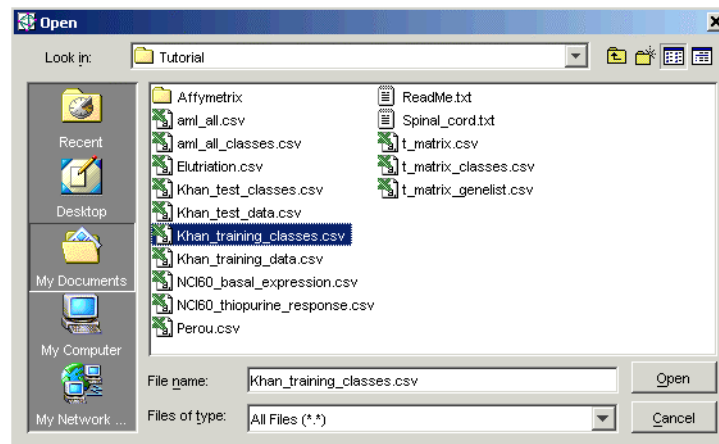 Open
Look in:
Tutorial
Recent
Desktop
My Documents
My Computer
My Network ...
Affymetrix
aml_all.csv
aml_all_classes.csv
Elutriation.csv
Khan_test_classes.csv
Khan_test_data.csv
Khan_training_classes.csv
Khan_training_data.csv
NCI60_basal_expression.csv
NCI60_thiopurine_response.csv
Perou.csv
ReadMe.txt
Spinal_cord.txt
t_matrix.csv
t_matrix_classes.csv
t_matrix_genelist.csv
File name:
Khan_training_classes.csv
Open
Files of type:
All Files (*.*)
Cancel